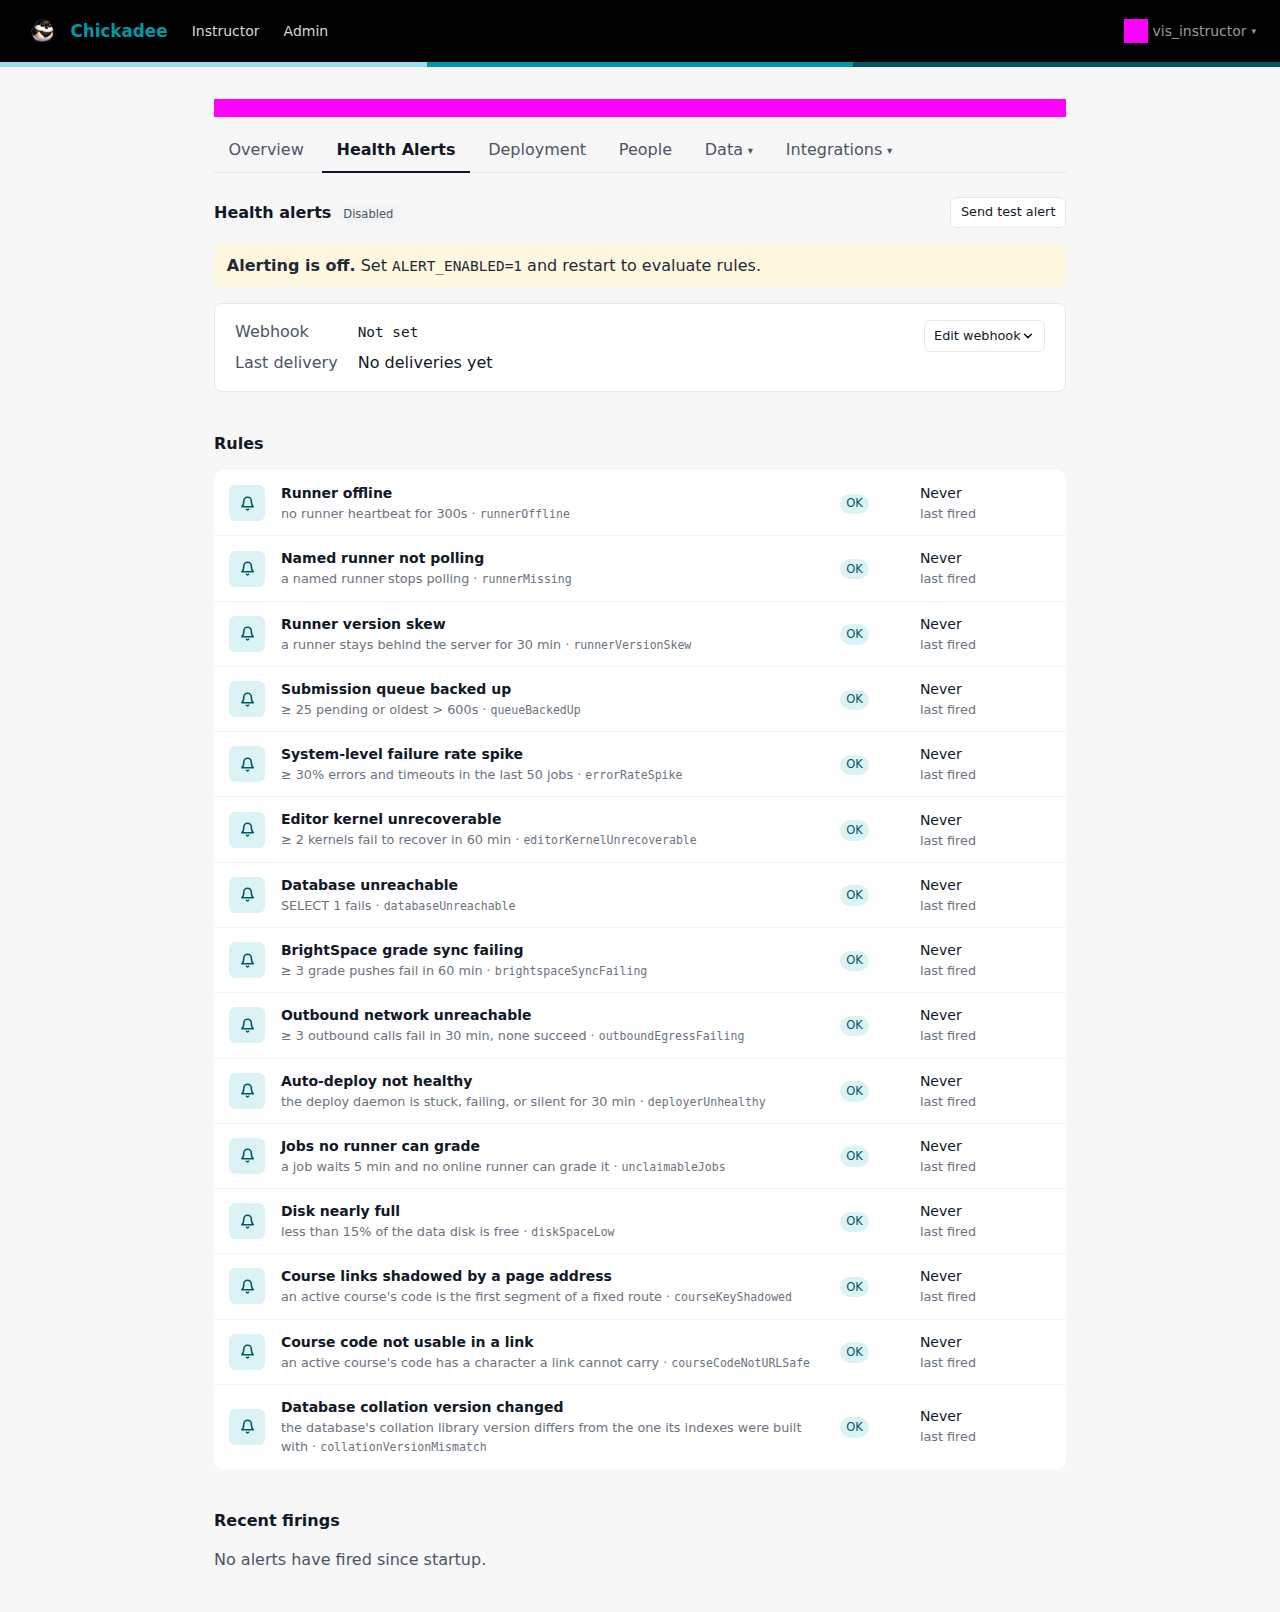 Chickadee Instructor Admin vis_instructor ▾
Overview Health Alerts Deployment People Data ▾ Integrations ▾
Health alerts Disabled Send test alert
Alerting is off. Set ALERT_ENABLED=1 and restart to evaluate rules.
Webhook Not set Edit webhook
Last delivery No deliveries yet
Rules
Runner offline
no runner heartbeat for 300s · runnerOffline
OK
Never
last fired
Named runner not polling
a named runner stops polling · runnerMissing
OK
Never
last fired
Runner version skew
a runner stays behind the server for 30 min · runnerVersionSkew
OK
Never
last fired
Submission queue backed up
≥ 25 pending or oldest > 600s · queueBackedUp
OK
Never
last fired
System-level failure rate spike
≥ 30% errors and timeouts in the last 50 jobs · errorRateSpike
OK
Never
last fired
Editor kernel unrecoverable
≥ 2 kernels fail to recover in 60 min · editorKernelUnrecoverable
OK
Never
last fired
Database unreachable
SELECT 1 fails · databaseUnreachable
OK
Never
last fired
BrightSpace grade sync failing
≥ 3 grade pushes fail in 60 min · brightspaceSyncFailing
OK
Never
last fired
Outbound network unreachable
≥ 3 outbound calls fail in 30 min, none succeed · outboundEgressFailing
OK
Never
last fired
Auto-deploy not healthy
the deploy daemon is stuck, failing, or silent for 30 min · deployerUnhealthy
OK
Never
last fired
Jobs no runner can grade
a job waits 5 min and no online runner can grade it · unclaimableJobs
OK
Never
last fired
Disk nearly full
less than 15% of the data disk is free · diskSpaceLow
OK
Never
last fired
Course links shadowed by a page address
an active course's code is the first segment of a fixed route · courseKeyShadowed
OK
Never
last fired
Course code not usable in a link
an active course's code has a character a link cannot carry · courseCodeNotURLSafe
OK
Never
last fired
Database collation version changed
the database's collation library version differs from the one its indexes were built
with · collationVersionMismatch
OK
Never
last fired
Recent firings
No alerts have fired since startup.